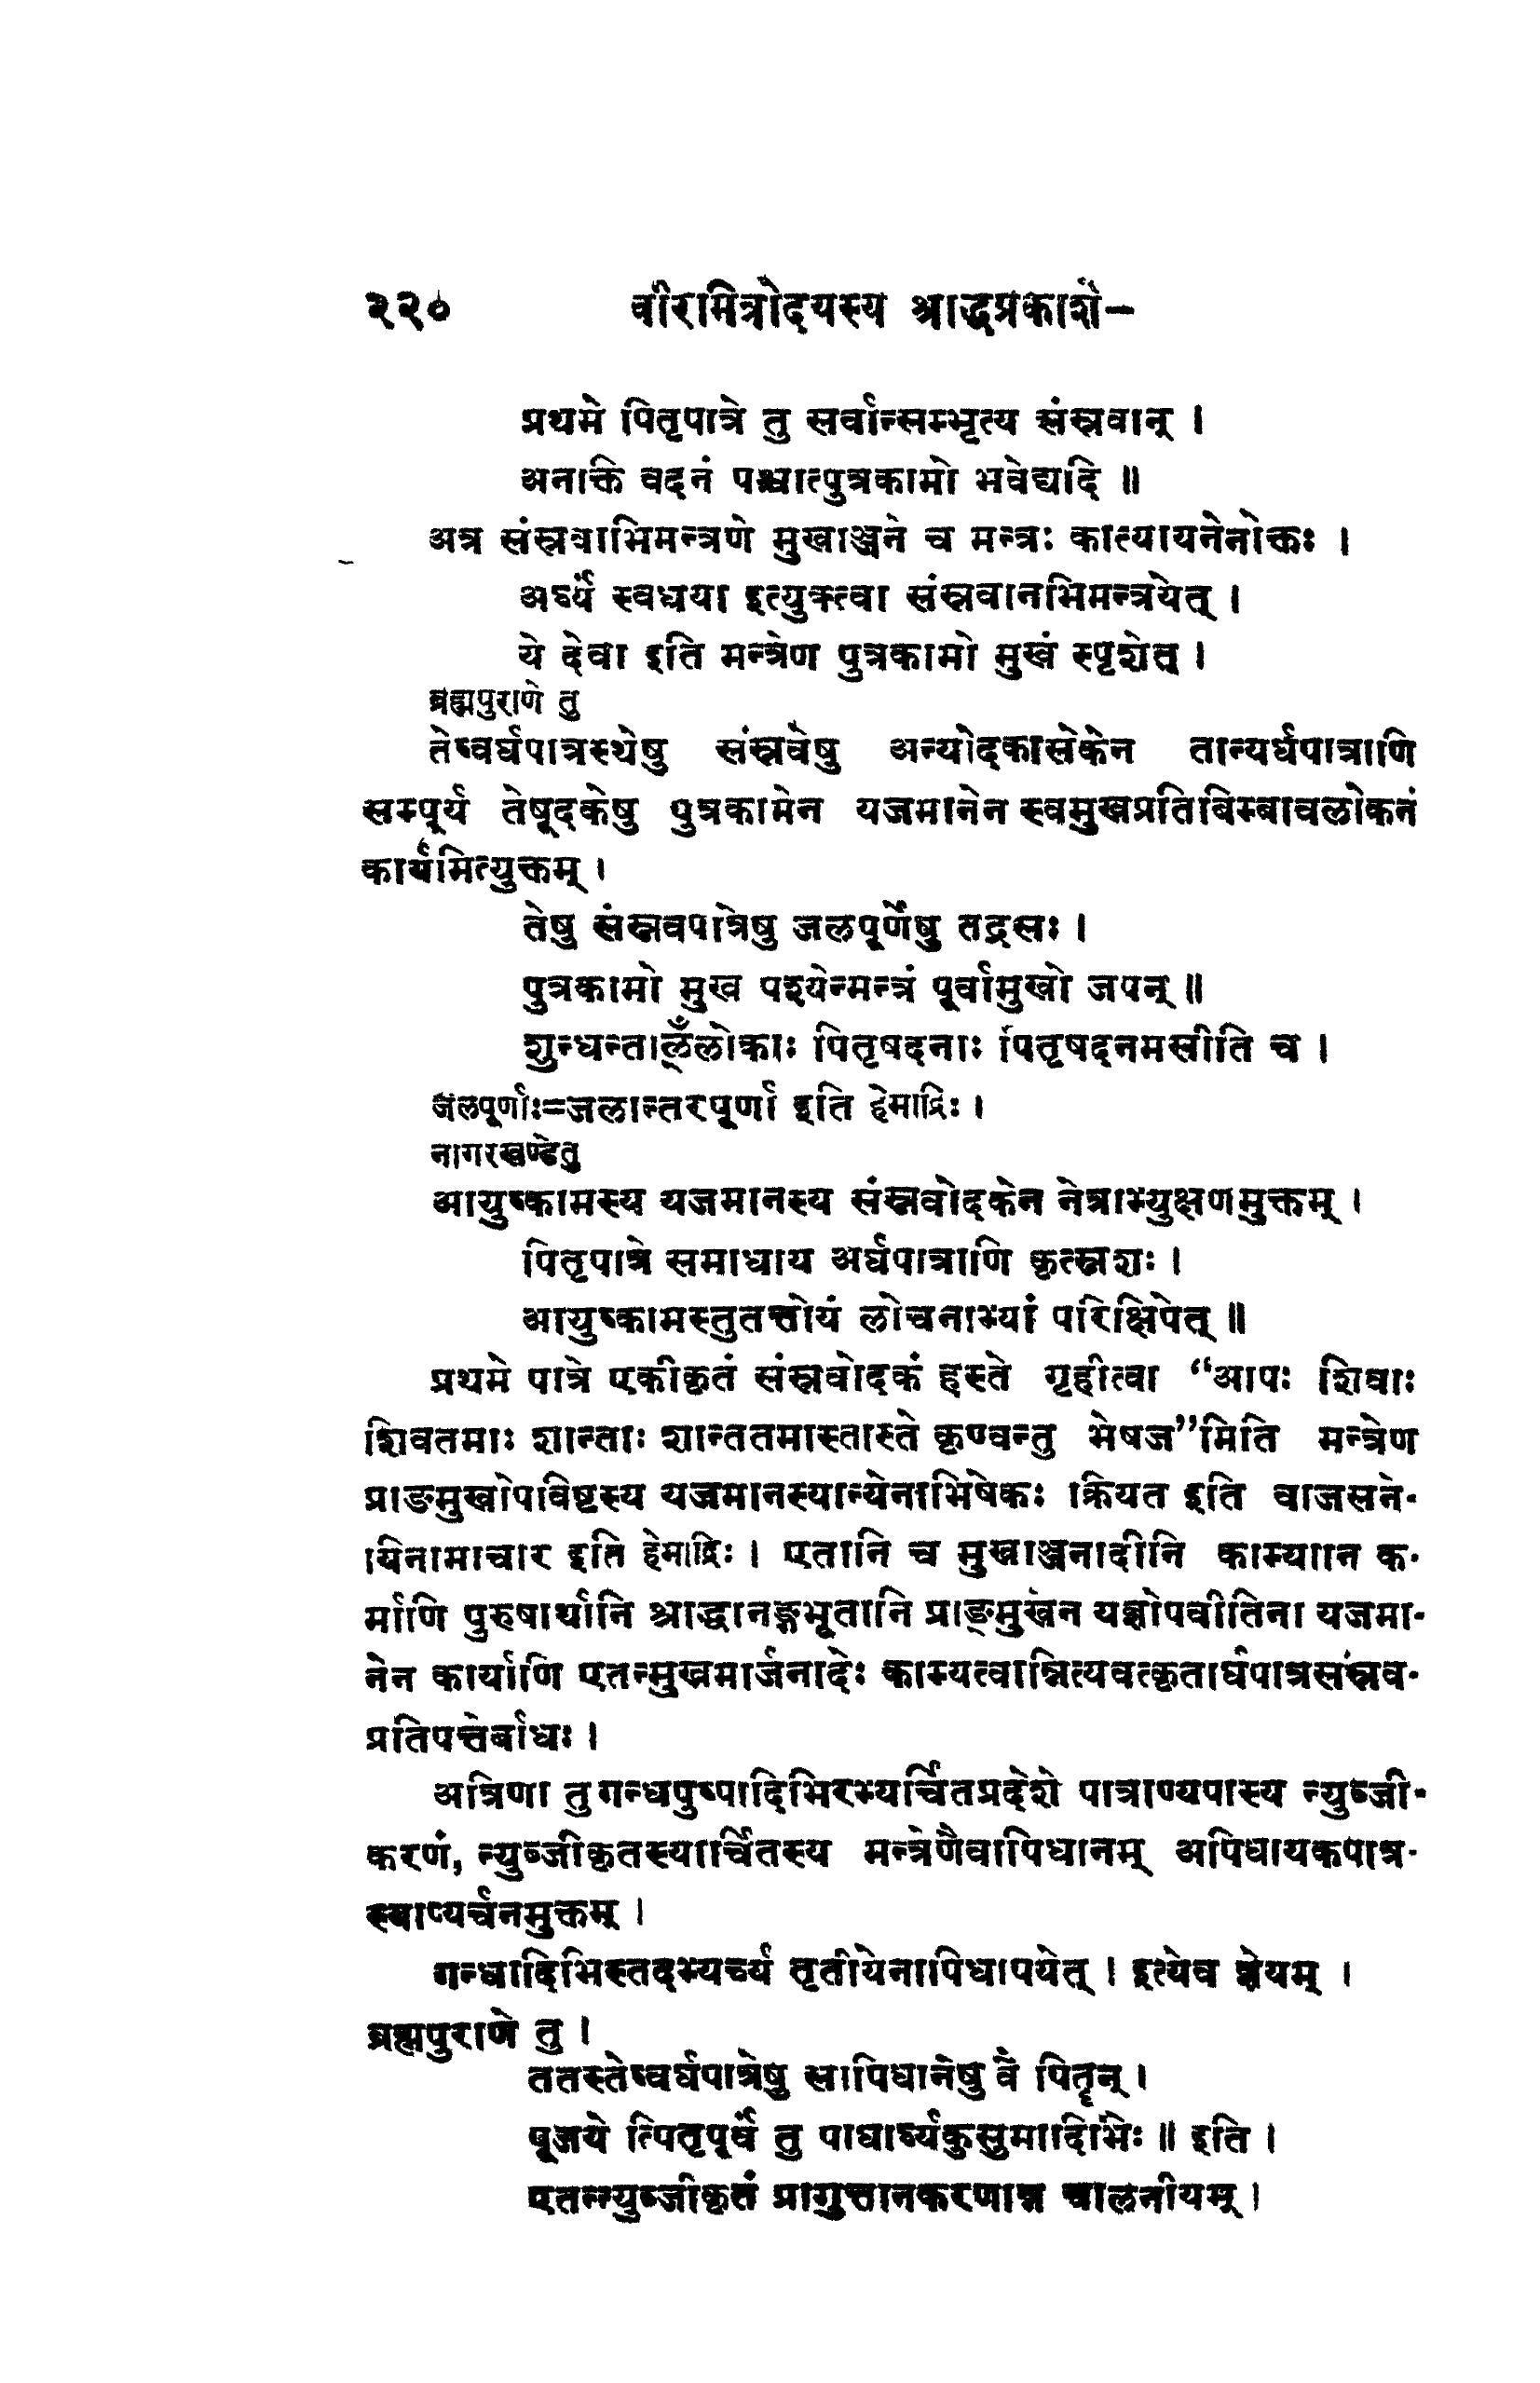 २२० वीरमित्रोदयस्य श्राद्धप्रकाशे-
प्रथमे पितृपात्रे तु सर्वान्सम्भृत्य संस्रवान् ।
अनक्ति वदनं पश्चात्पुत्रकामो भवेद्यदि ॥
अत्र संस्रवाभिमन्त्रणे मुखाञ्जने च मन्त्रः कात्यायनेनोक्तः ।
अर्घ्यं स्वधया इत्युक्त्वा संस्रवानभिमन्त्रयेत् ।
ये देवा इति मन्त्रेण पुत्रकामो मुखं स्पृशेत् ।
ब्रह्मपुराणे तु
तेष्वर्घपात्रस्थेषु संस्रवेषु अन्योदकासेकेन तान्यर्घपात्राणि
सम्पूर्य तेषूदकेषु पुत्रकामेन यजमानेन स्वमुखप्रतिबिम्बावलोकनं
कार्यमित्युक्तम् ।
तेषु संस्रवपात्रेषु जलपूर्णेषु तद्रसः ।
पुत्रकामो मुख पश्येन्मन्त्रं पूर्वामुखो जपन् ॥
शुन्धन्ताल्ँलोकाः पितृषदनाः पितृषदनमसीति च ।
जलपूर्णाः=जलान्तरपूर्णा इति हेमाद्रिः ।
नागरखण्डेतु
आयुष्कामस्य यजमानस्य संस्रवोदकेन नेत्राभ्युक्षणमुक्तम् ।
पितृपात्रे समाधाय अर्घपात्राणि कृत्स्नशः ।
आयुष्कामस्तुतत्तोयं लोचनाभ्यां परिक्षिपेत् ॥
प्रथमे पात्रे एकीकृतं संस्रवोदकं हस्ते गृहीत्वा “आपः शिवाः
शिवतमाः शान्ताः शान्ततमास्तास्ते कृण्वन्तु भेषज”मिति मन्त्रेण
प्राङमुखोपविष्टस्य यजमानस्यान्येनाभिषेकः क्रियत इति वाजसने-
यिनामाचार इति हेमाद्रिः । एतानि च मुखाञ्जनादीनि काम्यानि क-
र्माणि पुरुषार्थानि श्राद्धानङ्गभूतानि प्राङ्मुखेन यज्ञोपवीतिना यजमा-
नेन कार्याणि एतन्मुखमार्जनादेः काम्यत्वान्नित्यवत्कृतार्घपात्रसंस्रव-
प्रतिपत्तेर्बाधः ।
अत्रिणा तु गन्धपुष्पादिभिरभ्यर्चितप्रदेशे पात्राण्यपास्य न्युब्जी-
करणं, न्युब्जीकृतस्यार्चितस्य मन्त्रेणैवापिधानम् अपिधायकपात्र-
स्याप्यर्चनमुक्तम् ।
गन्धादिभिस्तदभ्यर्च्य तृतीयेनापिधापयेत् । इत्येव ज्ञेयम् ।
ब्रह्मपुराणे तु ।
ततस्तेष्वर्घपात्रेषु सापिधानेषु वै पितॄन् ।
पूजये त्पितृपूर्वं तु पाद्यार्घ्यकुसुमादिभिः ॥ इति ।
एतन्न्युब्जीकृतं प्रागुत्तानकरणान्न चालनीयम् ।